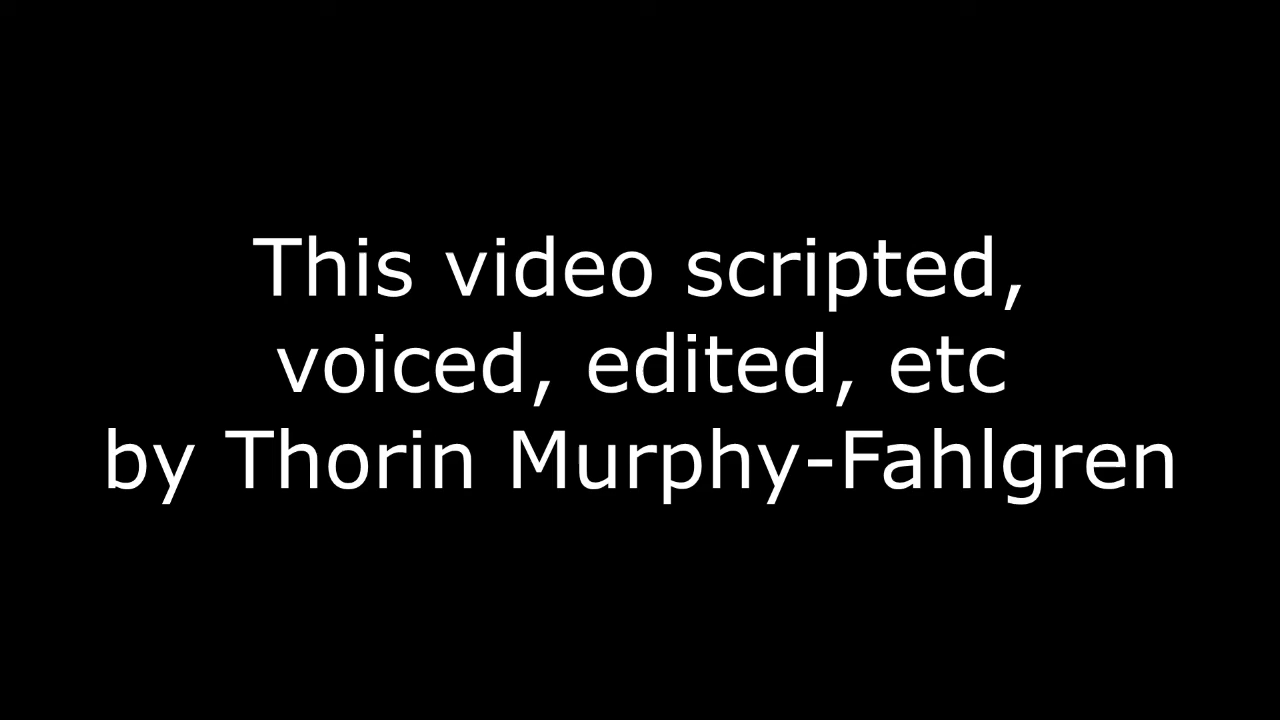 This video scripted,
voiced, edited, etc
by Thorin Murphy-Fahlgren